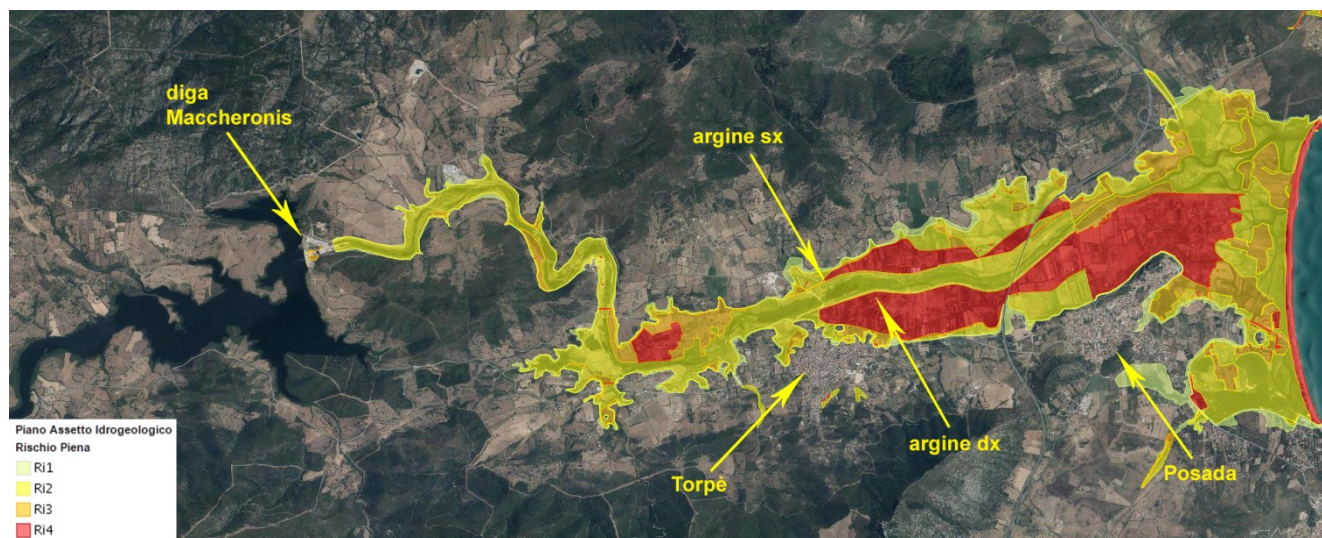 diga
Maccheronis
argine sx
argine dx
Torpè
Posada
Piano Assetto Idrogeologico
Rischio Piena
Ri1
Ri2
Ri3
Ri4